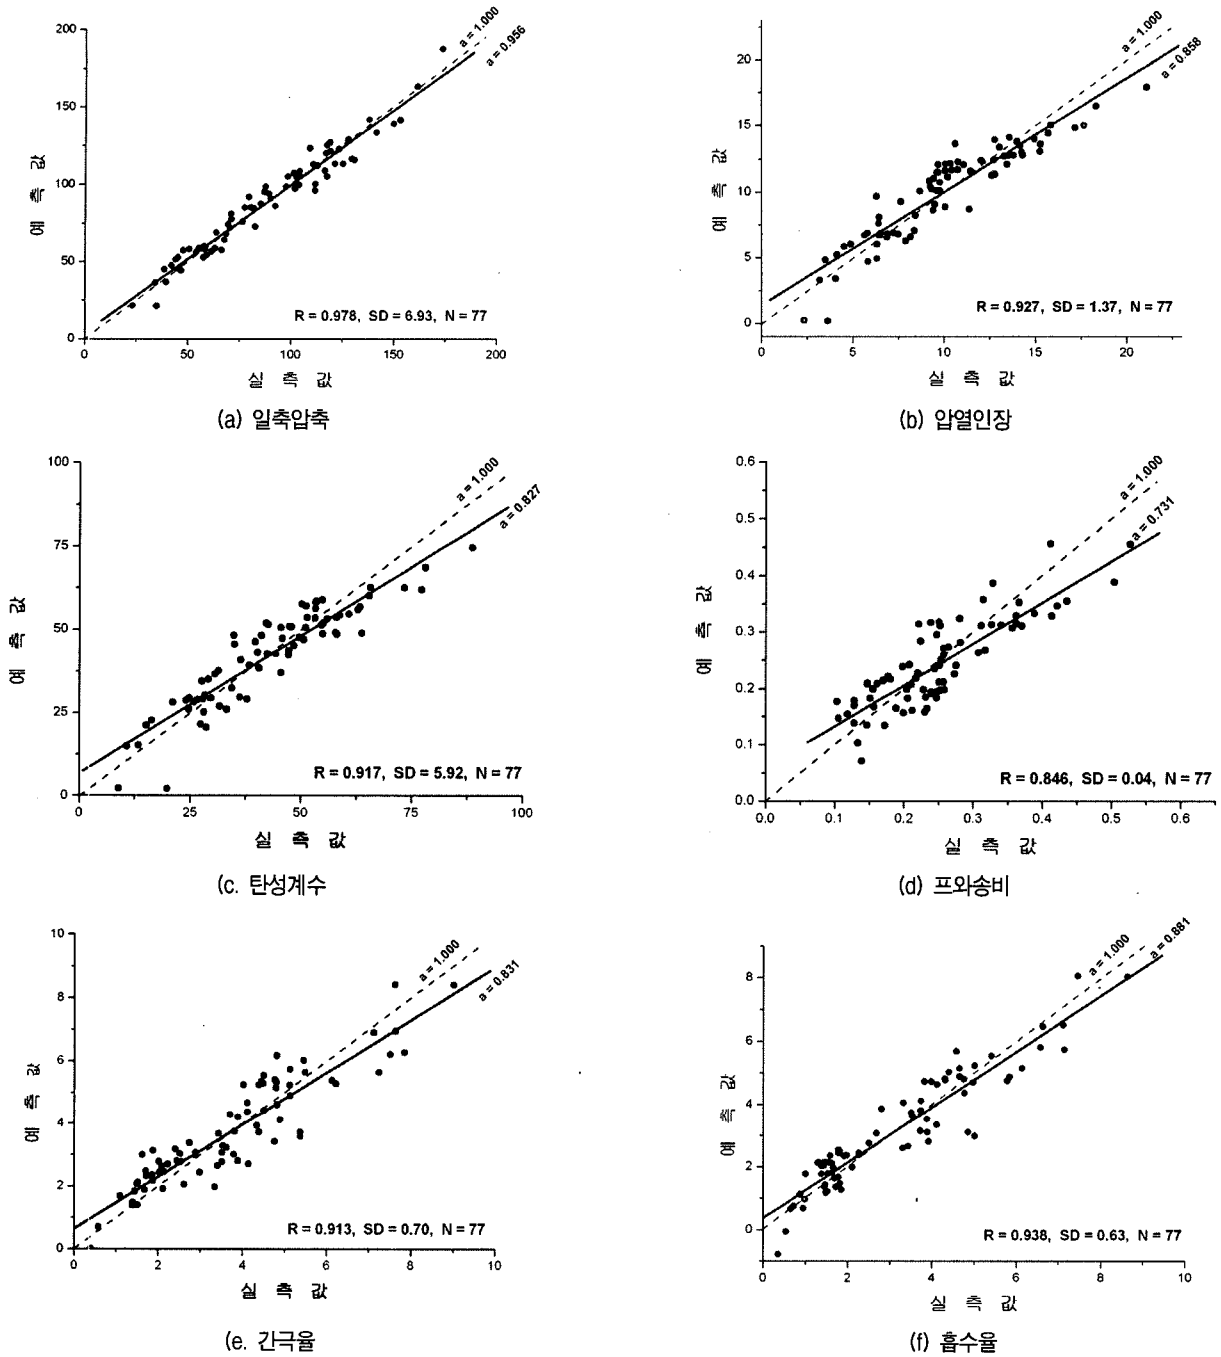 200
150
100
50
0
예 측 값
a = 1.000
a = 0.956
R = 0.978, SD = 6.93, N = 77
0 50 100 150 200
실 측 값
(a) 일축압축
20
15
10
5
0
예 측 값
a = 1.000
a = 0.858
R = 0.927, SD = 1.37, N = 77
0 5 10 15 20
실 측 값
(b) 압열인장
100
75
50
25
0
예 측 값
a = 1.000
a = 0.827
R = 0.917, SD = 5.92, N = 77
0 25 50 75 100
실 측 값
(c. 탄성계수
0.6
0.5
0.4
0.3
0.2
0.1
0.0
예 측 값
a = 1.000
a = 0.731
R = 0.846, SD = 0.04, N = 77
0.0 0.1 0.2 0.3 0.4 0.5 0.6
실 측 값
(d) 프와송비
10
8
6
4
2
0
예 측 값
a = 1.000
a = 0.831
R = 0.913, SD = 0.70, N = 77
0 2 4 6 8 10
실 측 값
(e. 간극율
8
6
4
2
0
예 측 값
a = 1.000
a = 0.881
R = 0.938, SD = 0.63, N = 77
0 2 4 6 8 10
실 측 값
(f) 흡수율